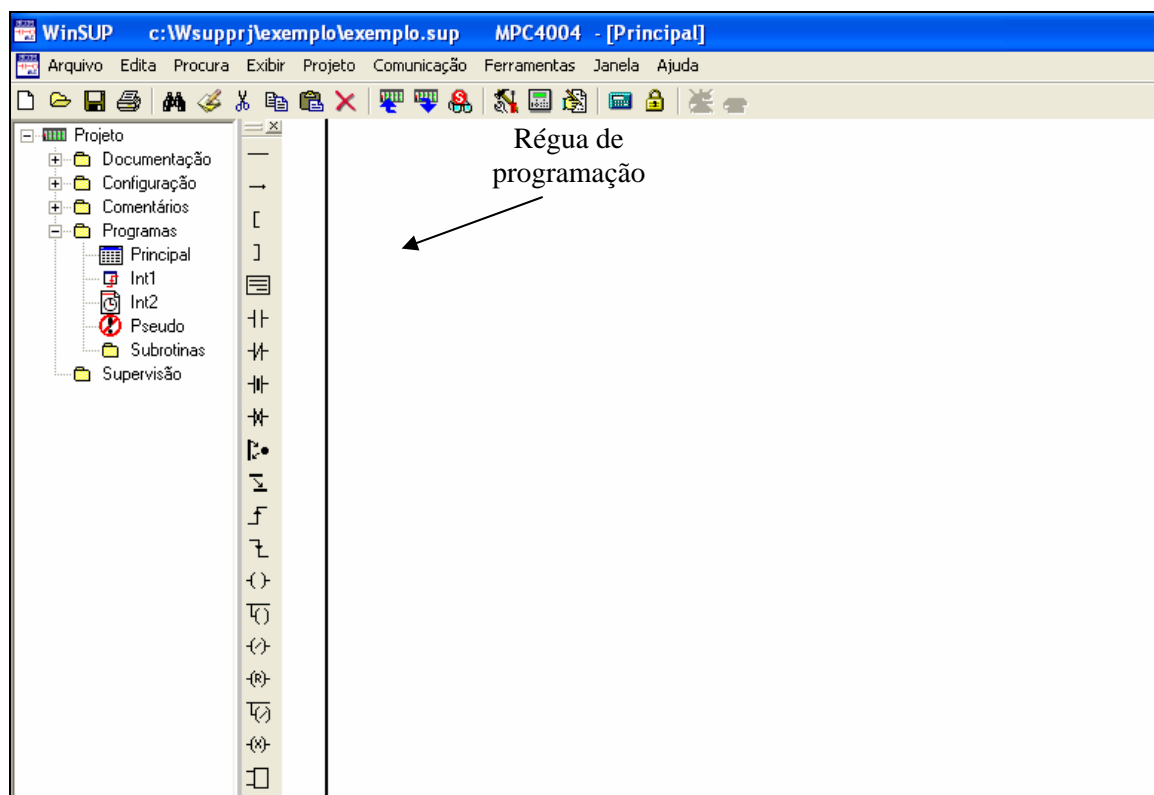 WinSUP c:\Wsupprj\exemplo\exemplo.sup MPC4004 - [Principal]
Arquivo Edita Procura Exibir Projeto Comunicação Ferramentas Janela Ajuda
Projeto
Documentação
Configuração
Comentários
Programas
Principal
Int1
Int2
Pseudo
Subrotinas
Supervisão
Régua de
programação